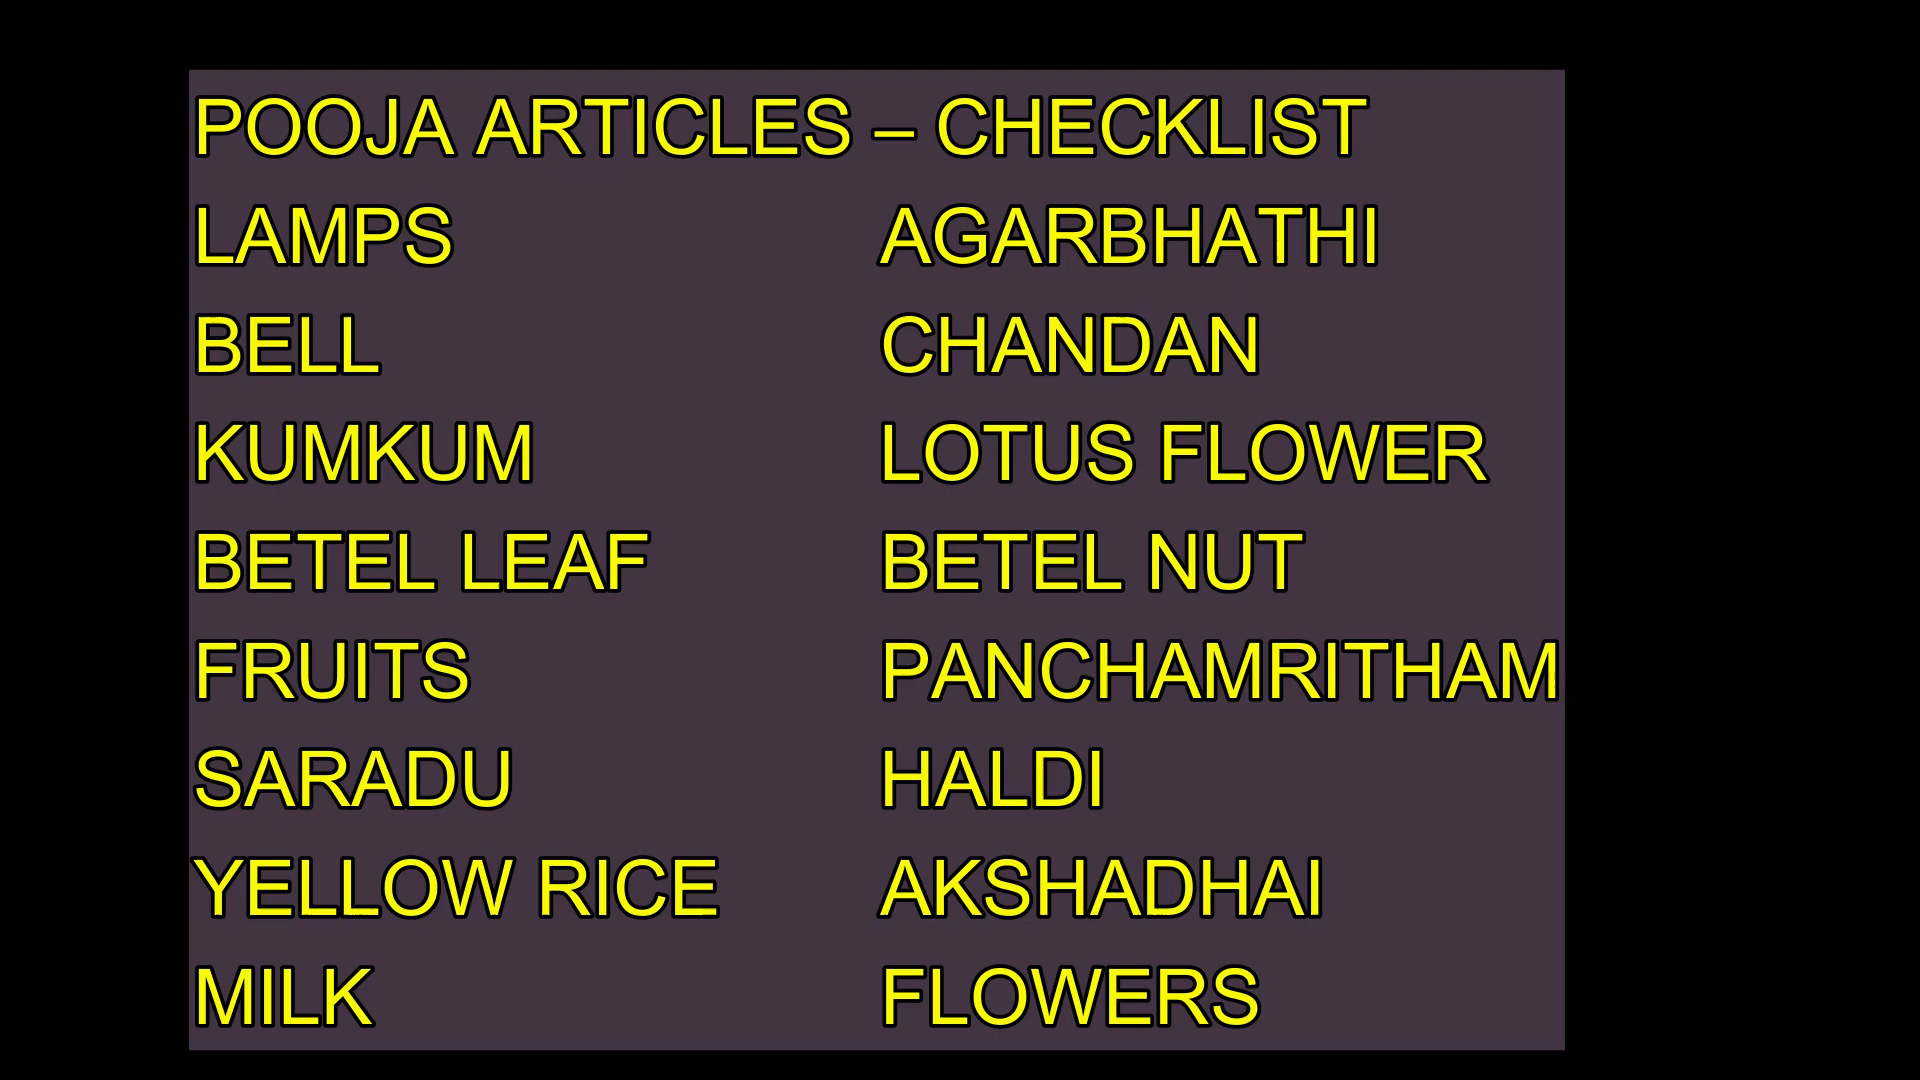 POOJA ARTICLES – CHECKLIST
LAMPS AGARBHATHI
BELL CHANDAN
KUMKUM LOTUS FLOWER
BETEL LEAF BETEL NUT
FRUITS PANCHAMRITHAM
SARADU HALDI
YELLOW RICE AKSHADHAI
MILK FLOWERS